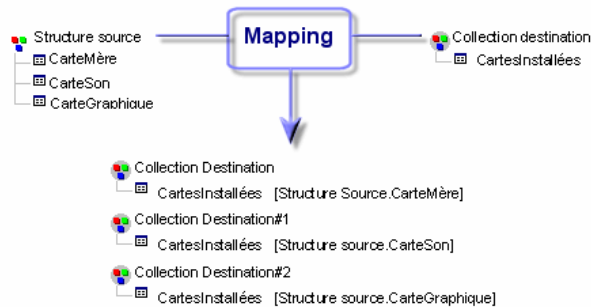 Structure source
CarteMère
CarteSon
CarteGraphique
Mapping
Collection destination
CartesInstallées
Collection Destination
CartesInstallées [Structure Source.CarteMère]
Collection Destination#1
CartesInstallées [Structure source.CarteSon]
Collection Destination#2
CartesInstallées [Structure source.CarteGraphique]